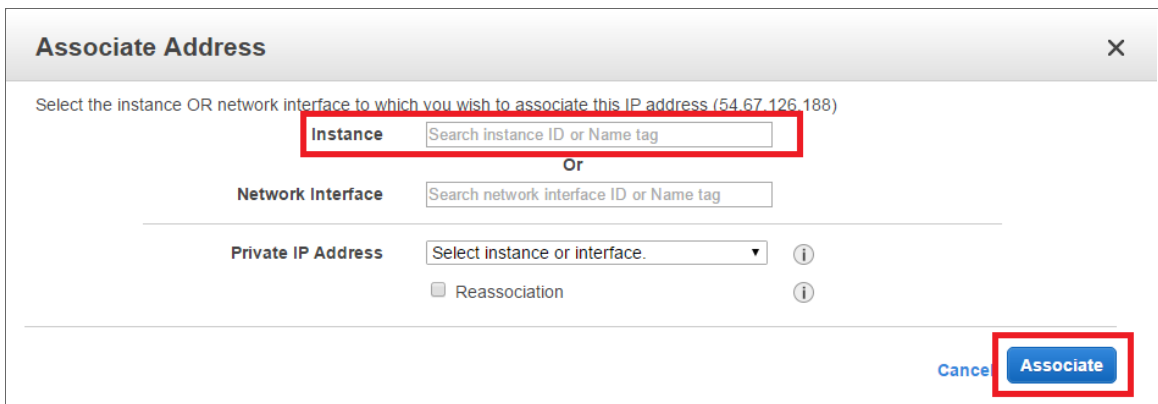 Associate Address
Select the instance OR network interface to which you wish to associate this IP address (54.67.126.188)
Instance Search instance ID or Name tag
Or
Network Interface Search network interface ID or Name tag
Private IP Address Select instance or interface.
Reassociation
Cancel Associate